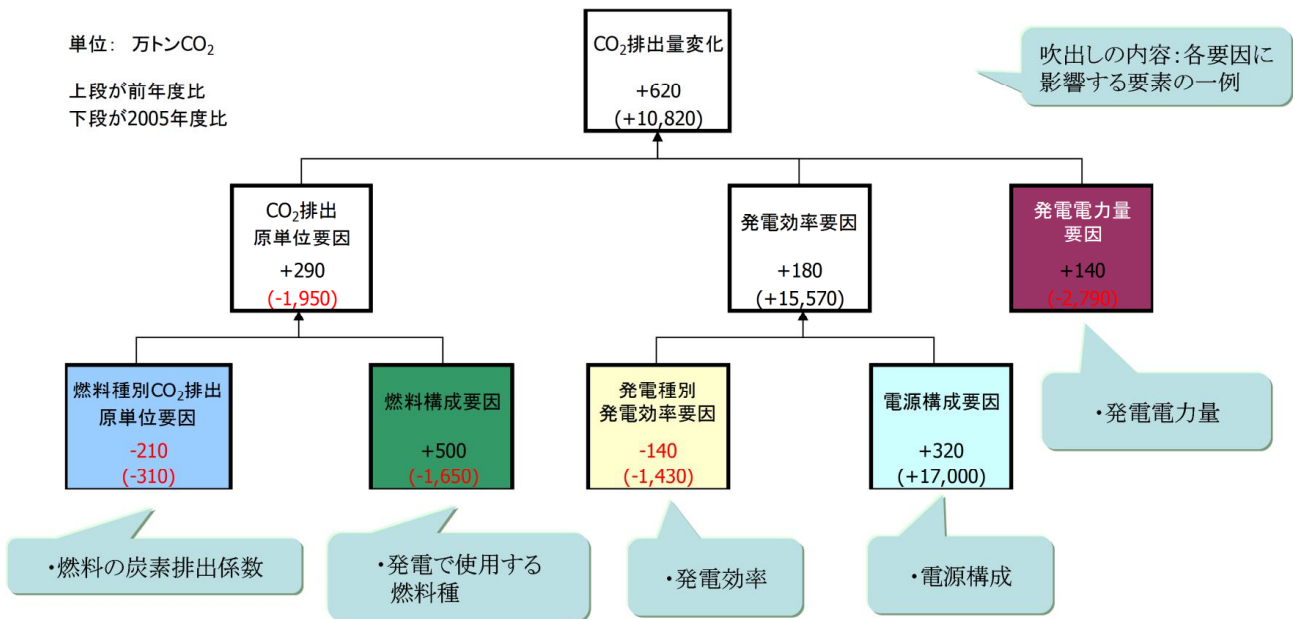 単位： 万トンCO₂
上段が前年度比
下段が2005年度比
CO₂排出量変化
+620
(+10,820)
吹出しの内容：各要因に
影響する要素の一例
CO₂排出
原単位要因
+290
(-1,950)
発電効率要因
+180
(+15,570)
発電電力量
要因
+140
(-2,790)
燃料種別CO₂排出
原単位要因
-210
(-310)
燃料構成要因
+500
(-1,650)
発電種別
発電効率要因
-140
(-1,430)
電源構成要因
+320
(+17,000)
・発電電力量
・燃料の炭素排出係数
・発電で使用する
燃料種
・発電効率
・電源構成